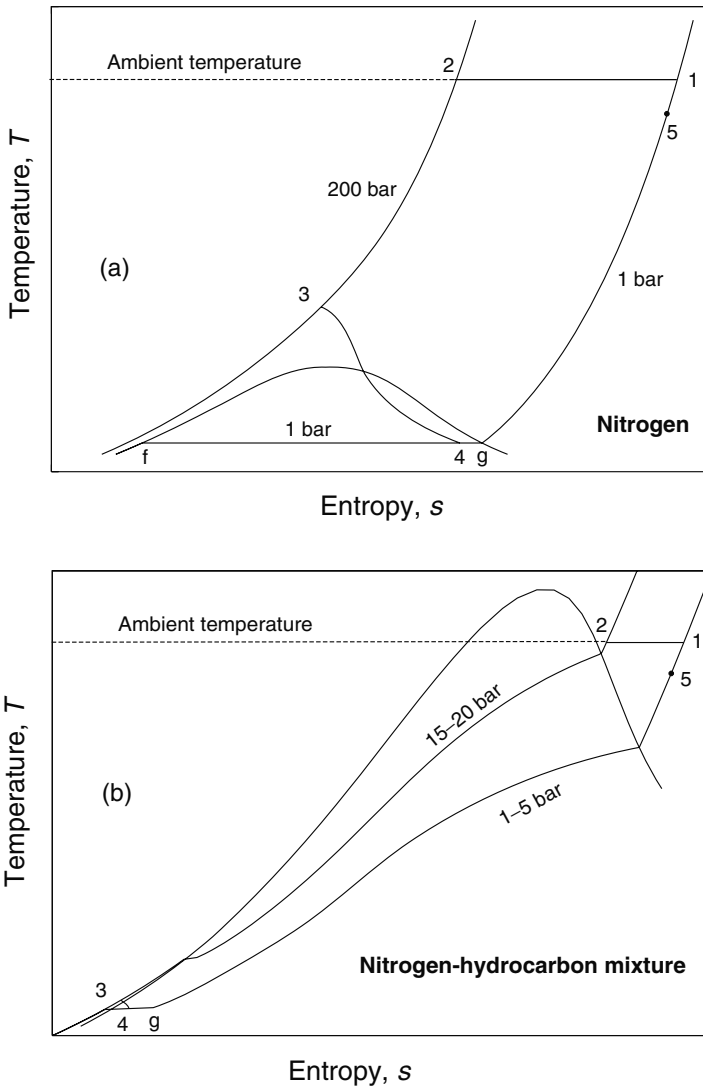 Ambient temperature
2
1
5
200 bar
(a)
3
1 bar
1 bar
Nitrogen
f
4
g
Temperature, T
Entropy, s
Ambient temperature
2
1
5
15–20 bar
(b)
1–5 bar
Nitrogen-hydrocarbon mixture
3
4
g
Temperature, T
Entropy, s